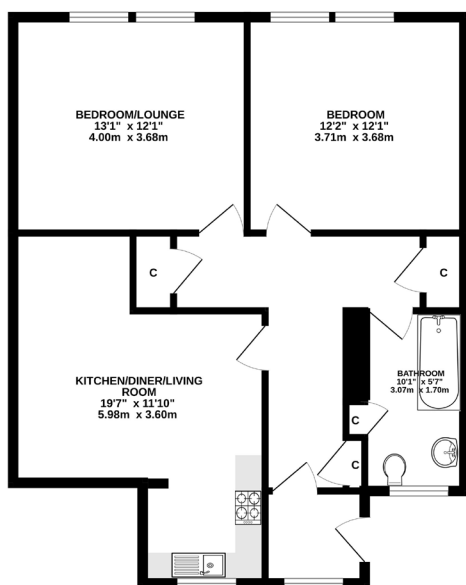 BEDROOM/LOUNGE
13'1" x 12'1"
4.00m x 3.68m
BEDROOM
12'2" x 12'1"
3.71m x 3.68m
C
C
KITCHEN/DINER/LIVING
ROOM
19'7" x 11'10"
5.98m x 3.60m
BATHROOM
10'1" x 5'7"
3.07m x 1.70m
C
C